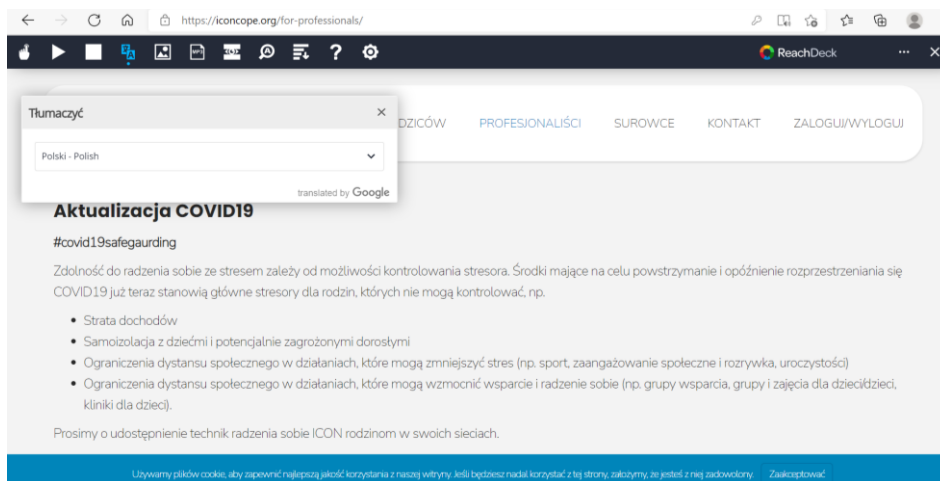 https://iconcope.org/for-professionals/
MP3
?
ReachDeck
Tłumaczyć
Polski - Polish
translated by Google
DZICÓW PROFESJONALIŚCI SUROWCE KONTAKT ZALOGUJ/WYLOGUJ
Aktualizacja COVID19
#covid19safegaurding
Zdolność do radzenia sobie ze stresem zależy od możliwości kontrolowania stresora. Środki mające na celu powstrzymanie i opóźnienie rozprzestrzeniania się
COVID19 już teraz stanowią główne stresory dla rodzin, których nie mogą kontrolować, np.
• Strata dochodów
• Samoizolacja z dziećmi i potencjalnie zagrożonymi dorosłymi
• Ograniczenia dystansu społecznego w działaniach, które mogą zmniejszyć stres (np. sport, zaangażowanie społeczne i rozrywka, uroczystości)
• Ograniczenia dystansu społecznego w działaniach, które mogą wzmocnić wsparcie i radzenie sobie (np. grupy wsparcia, grupy i zajęcia dla dzieci/dzieci,
kliniki dla dzieci).
Prosimy o udostępnienie technik radzenia sobie ICON rodzinom w swoich sieciach.
Używamy plików cookie, aby zapewnić najlepszą jakość korzystania z naszej witryny. Jeśli będziesz nadal korzystać z tej strony, założymy, że jesteś z niej zadowolony. Zaakceptować